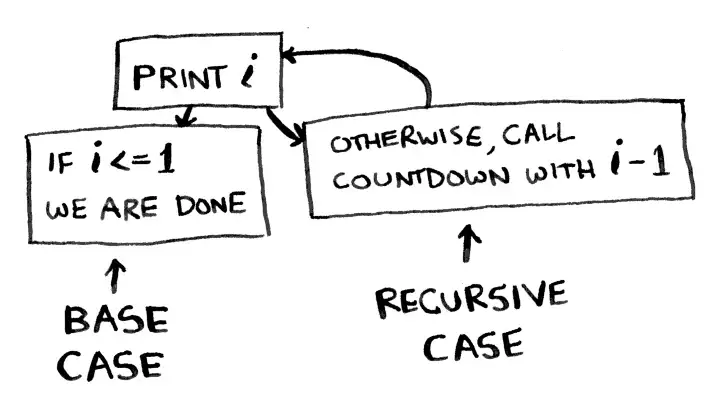 PRINT i
IF i<=1
WE ARE DONE
OTHERWISE, CALL
COUNTDOWN WITH i-1
BASE
CASE
RECURSIVE
CASE